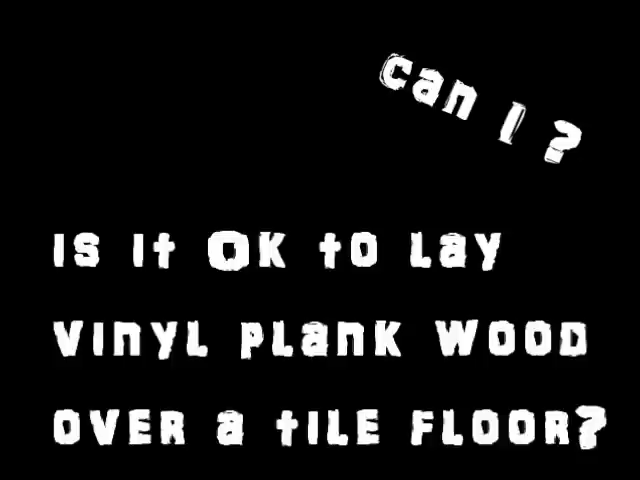 can I ?
Is It OK to Lay
Vinyl Plank Wood
over a tile floor?